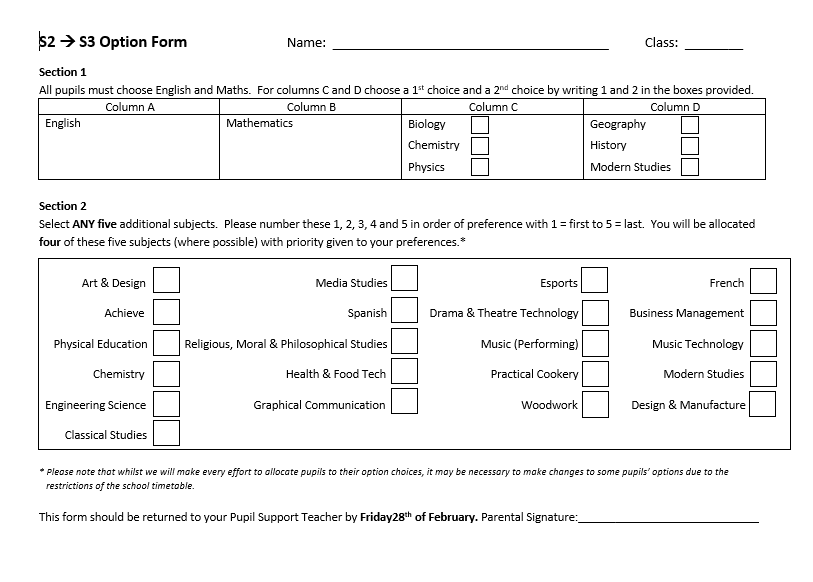 S2 → S3 Option Form Name: ____________________ Class: ________
Section 1
All pupils must choose English and Maths. For columns C and D choose a 1st choice and a 2nd choice by writing 1 and 2 in the boxes provided.
Column A Column B Column C Column D
English Mathematics Biology Geography
Chemistry History
Physics Modern Studies
Section 2
Select ANY five additional subjects. Please number these 1, 2, 3, 4 and 5 in order of preference with 1 = first to 5 = last. You will be allocated
four of these five subjects (where possible) with priority given to your preferences.*
Art & Design Media Studies Esports French
Achieve Spanish Drama & Theatre Technology Business Management
Physical Education Religious, Moral & Philosophical Studies Music (Performing) Music Technology
Chemistry Health & Food Tech Practical Cookery Modern Studies
Engineering Science Graphical Communication Woodwork Design & Manufacture
Classical Studies
* Please note that whilst we will make every effort to allocate pupils to their option choices, it may be necessary to make changes to some pupils' options due to the
restrictions of the school timetable.
This form should be returned to your Pupil Support Teacher by Friday28th of February. Parental Signature:____________________